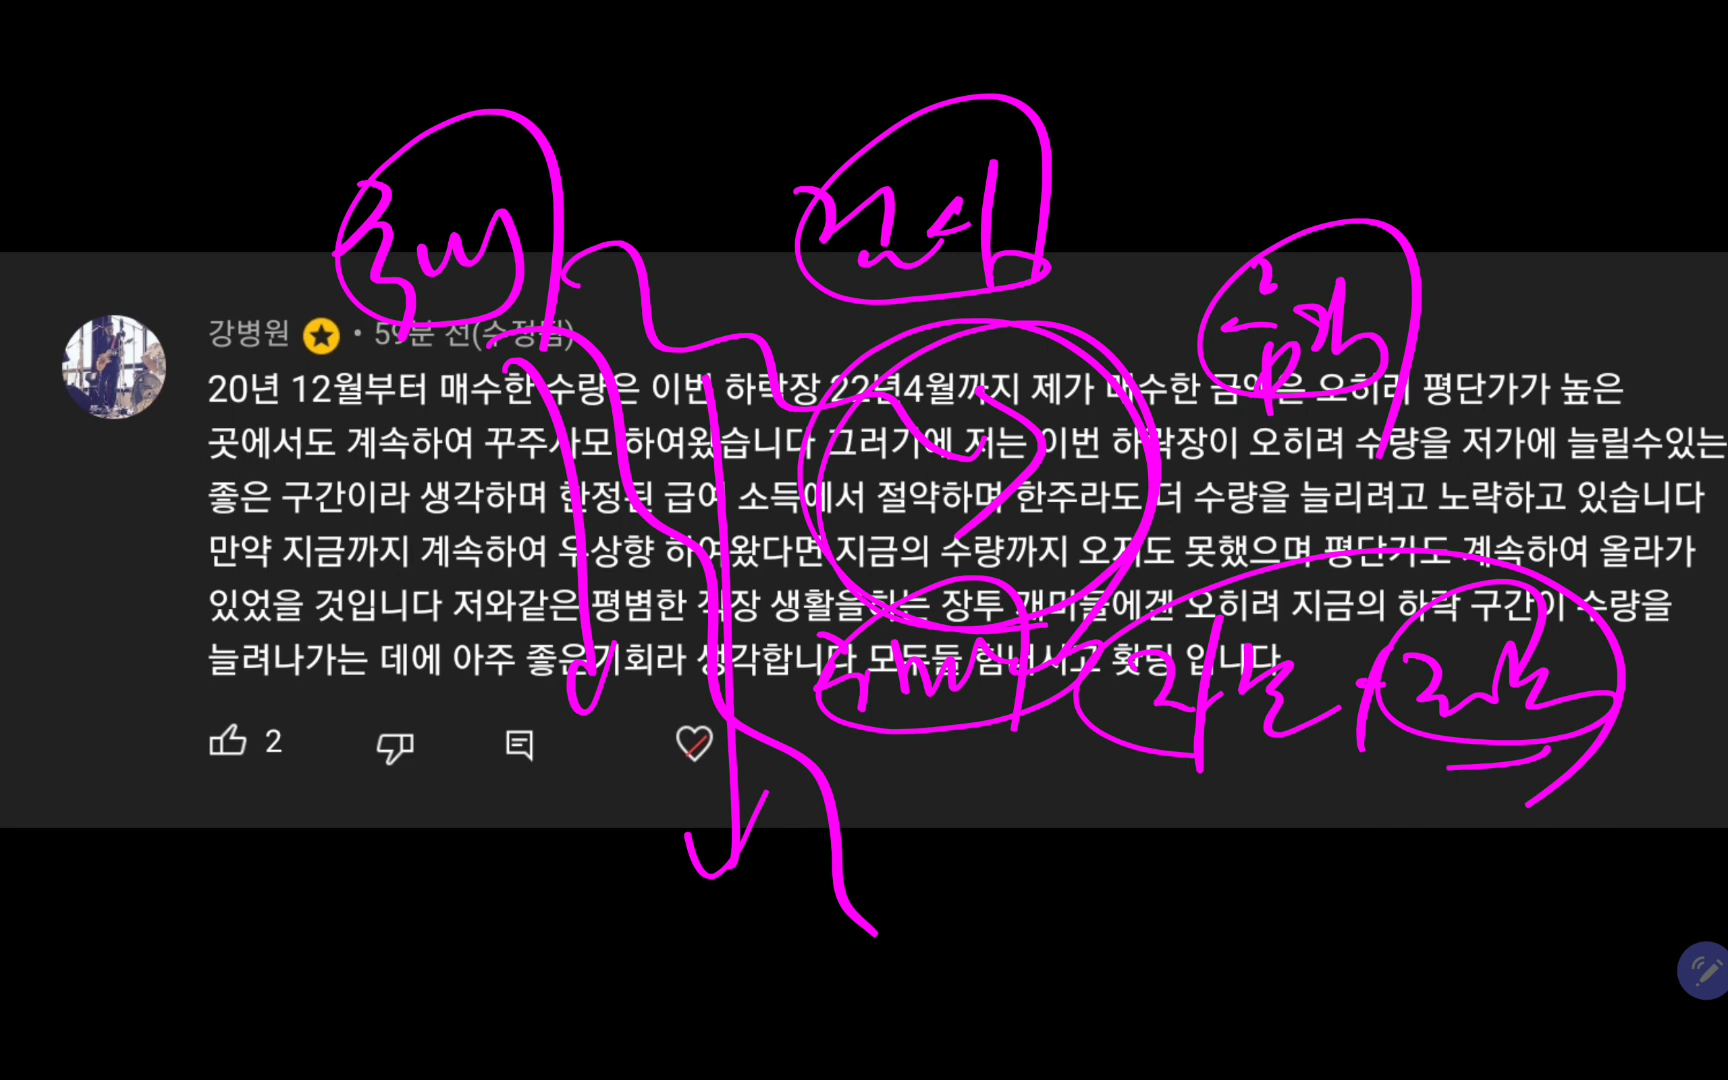 강병원 · 59분 전(수정됨)
20년 12월부터 매수한 수량은 이번 하락장 22년4월까지 제가 매수한 금액은 오히려 평단가가 높은
곳에서도 계속하여 꾸주사모 하여왔습니다 그러기에 저는 이번 하락장이 오히려 수량을 저가에 늘릴수있는
좋은 구간이라 생각하며 한정된 급여 소득에서 절약하며 한주라도 더 수량을 늘리려고 노략하고 있습니다
만약 지금까지 계속하여 우상향 하여왔다면 지금의 수량까지 오지도 못했으며 평단가도 계속하여 올라가
있었을 것입니다 저와같은 평볌한 직장 생활을하는 장투 개미들에겐 오히려 지금의 하락 구간이 수량을
늘려나가는 데에 아주 좋은기회라 생각합니다 모두들 힘내시고 홧팅 입니다
2